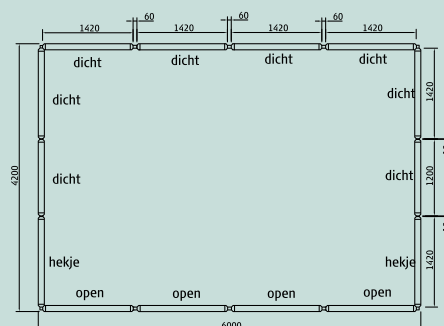 60 60 60
1420 1420 1420 1420
dicht dicht dicht dicht
dicht dicht 1420
4200
dicht dicht 1200
hekje hekje 1420
open open open open
6000